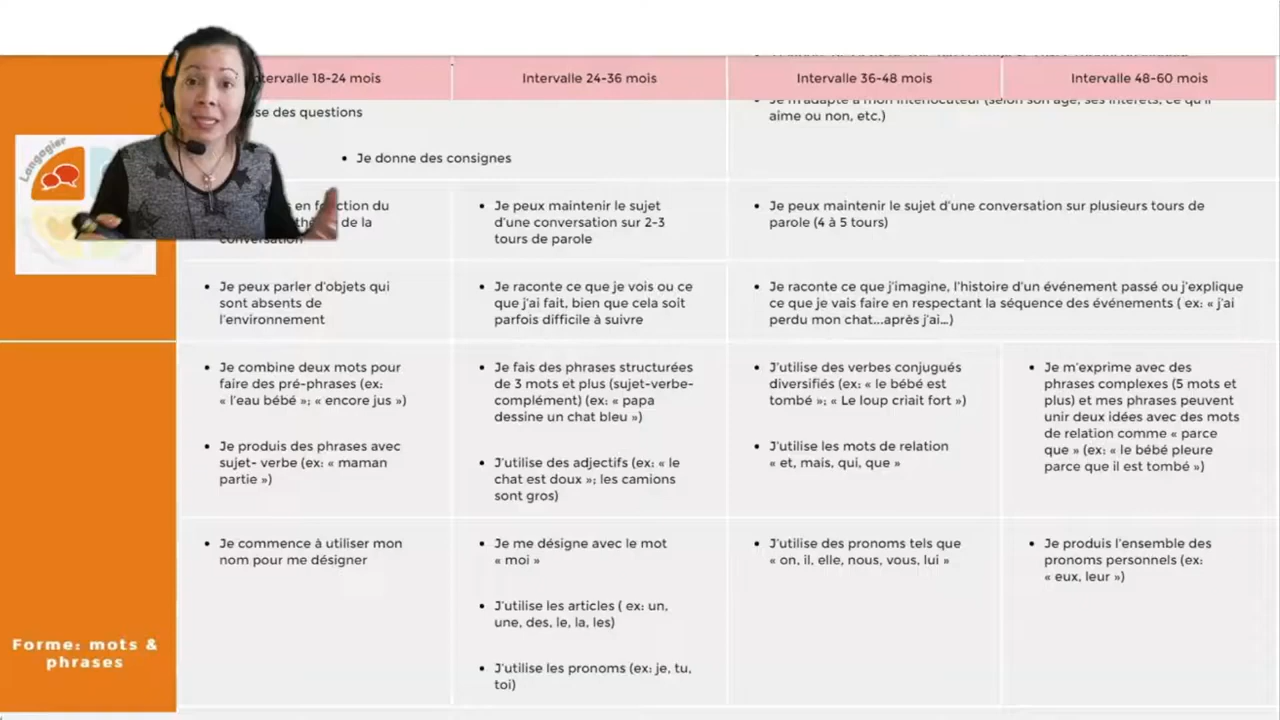 Intervalle 18-24 mois
Intervalle 24-36 mois
Intervalle 36-48 mois
Intervalle 48-60 mois
Langagier
des questions
• Je donne des consignes
• Je m'adapte à mon interlocuteur (selon son âge, ses intérêts, ce qu'il
aime ou non, etc.)
en fonction du
de la
conversation
• Je peux maintenir le sujet
d'une conversation sur 2-3
tours de parole
• Je peux maintenir le sujet d'une conversation sur plusieurs tours de
parole (4 à 5 tours)
• Je peux parler d'objets qui
sont absents de
l'environnement
• Je raconte ce que je vois ou ce
que j'ai fait, bien que cela soit
parfois difficile à suivre
• Je raconte ce que j'imagine, l'histoire d'un événement passé ou j'explique
ce que je vais faire en respectant la séquence des événements ( ex: « j'ai
perdu mon chat...après j'ai...)
Forme: mots &
phrases
• Je combine deux mots pour
faire des pré-phrases (ex:
« l'eau bébé »; « encore jus »)
• Je produis des phrases avec
sujet- verbe (ex: « maman
partie »)
• Je fais des phrases structurées
de 3 mots et plus (sujet-verbe-
complément) (ex: « papa
dessine un chat bleu »)
• J'utilise des adjectifs (ex: « le
chat est doux »; les camions
sont gros)
• J'utilise des verbes conjugués
diversifiés (ex: « le bébé est
tombé »; « Le loup criait fort »)
• J'utilise les mots de relation
« et, mais, qui, que »
• Je m'exprime avec des
phrases complexes (5 mots et
plus) et mes phrases peuvent
unir deux idées avec des mots
de relation comme « parce
que » (ex: « le bébé pleure
parce que il est tombé »)
• Je commence à utiliser mon
nom pour me désigner
• Je me désigne avec le mot
« moi »
• J'utilise les articles ( ex: un,
une, des, le, la, les)
• J'utilise les pronoms (ex: je, tu,
toi)
• J'utilise des pronoms tels que
« on, il, elle, nous, vous, lui »
• Je produis l'ensemble des
pronoms personnels (ex:
« eux, leur »)